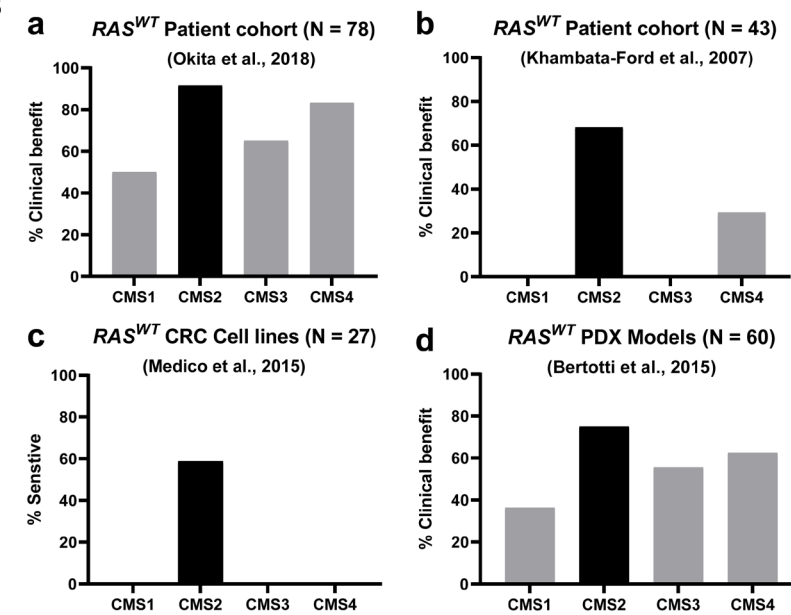 a
RAS^WT Patient cohort (N = 78)
(Okita et al., 2018)
% Clinical benefit
100
80
60
40
20
0
CMS1 CMS2 CMS3 CMS4
b
RAS^WT Patient cohort (N = 43)
(Khambata-Ford et al., 2007)
% Clinical benefit
100
80
60
40
20
0
CMS1 CMS2 CMS3 CMS4
c
RAS^WT CRC Cell lines (N = 27)
(Medico et al., 2015)
% Senstive
100
80
60
40
20
0
CMS1 CMS2 CMS3 CMS4
d
RAS^WT PDX Models (N = 60)
(Bertotti et al., 2015)
% Clinical benefit
100
80
60
40
20
0
CMS1 CMS2 CMS3 CMS4